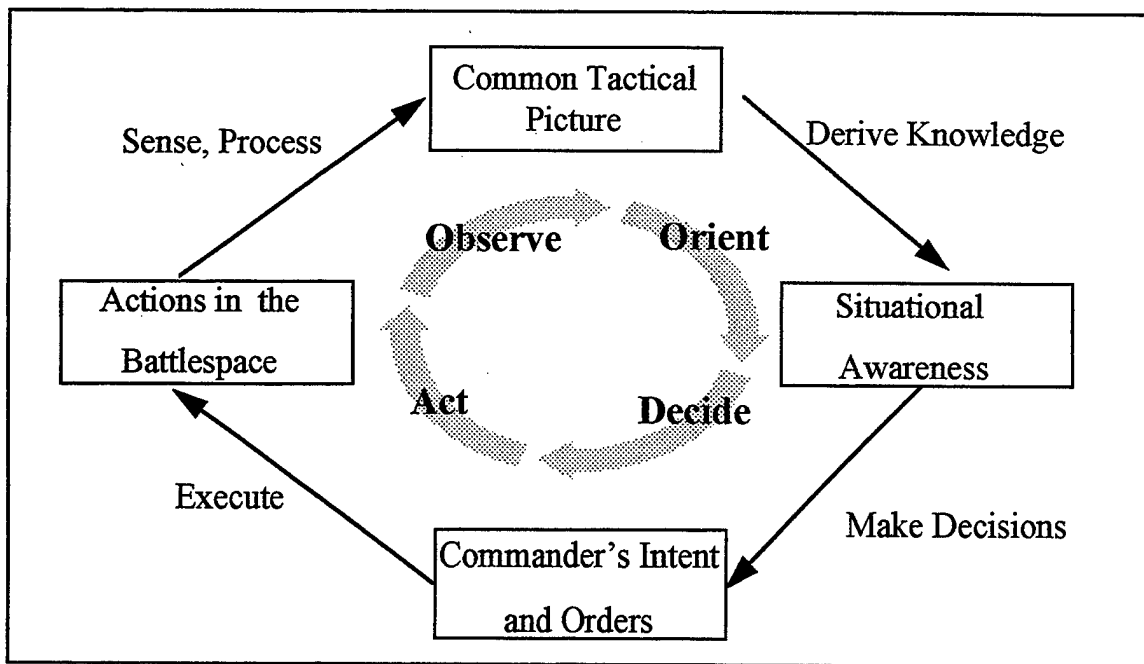 Common Tactical
Picture
Sense, Process
Derive Knowledge
Observe
Orient
Actions in the
Battlespace
Situational
Awareness
Act
Decide
Execute
Make Decisions
Commander's Intent
and Orders